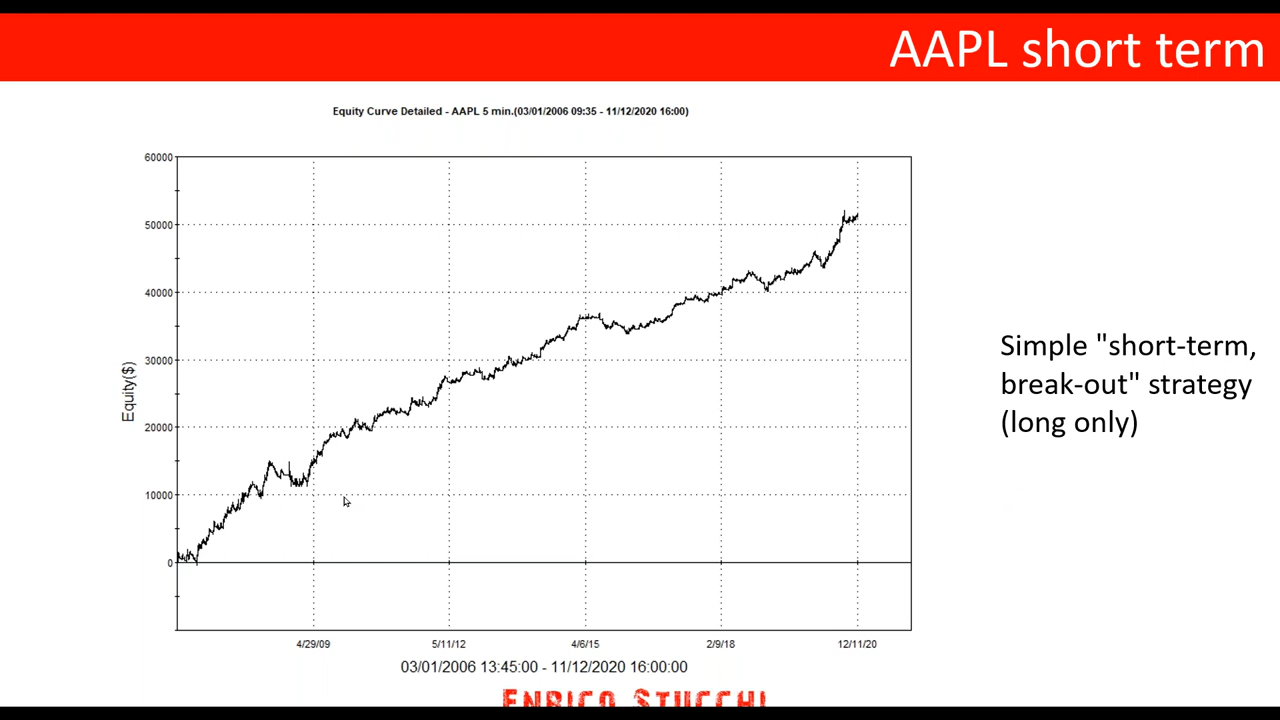 AAPL short term
Equity Curve Detailed - AAPL 5 min.(03/01/2006 09:35 - 11/12/2020 16:00)
60000
50000
40000
30000
20000
10000
0
Equity($)
4/29/09 5/11/12 4/6/15 2/9/18 12/11/20
03/01/2006 13:45:00 - 11/12/2020 16:00:00
Simple "short-term,
break-out" strategy
(long only)
ENRICO STUCCHI